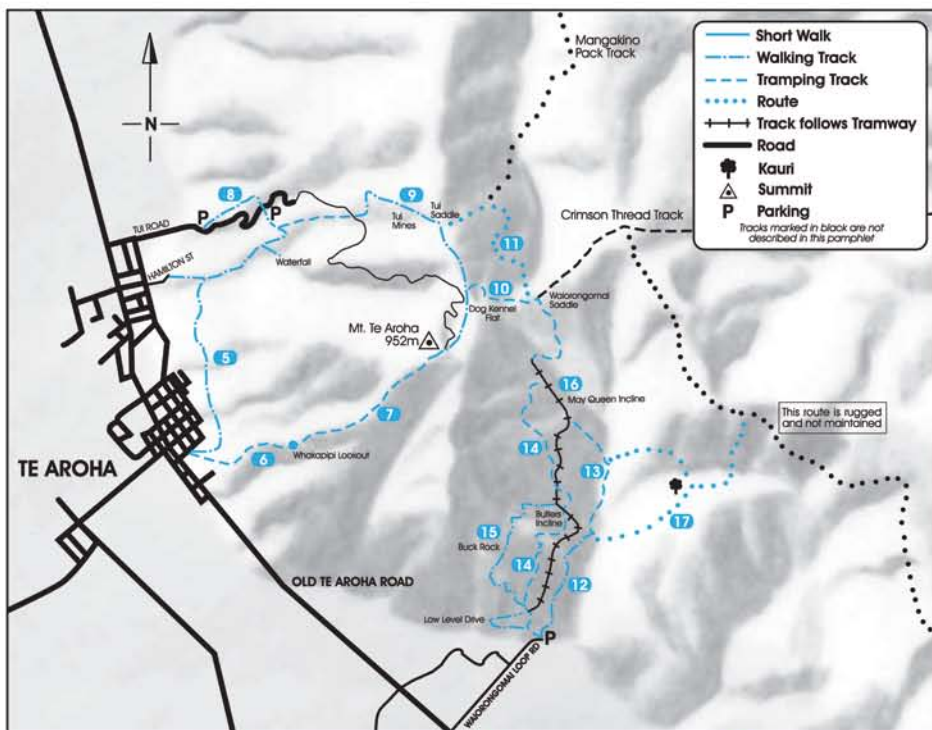 Mangakino
Pack Track
Short Walk
Walking Track
Tramping Track
Route
Track follows Tramway
Road
Kauri
Summit
P Parking
Tracks marked in black are not
described in this pamphlet
N
8
9
P
P
TUI ROAD
Tui
Mines
Tui
Saddle
Crimson Thread Track
HAMILTON ST
Waterfall
11
10
Waiorongomai
Saddle
Dog Kennel
Flat
Mt. Te Aroha
952m
5
16
May Queen Incline
7
This route is rugged
and not maintained
14
13
TE AROHA
6
Whakapipi Lookout
17
Butlers
Incline
15
Buck Rock
14
12
OLD TE AROHA ROAD
Low Level Drive
P
WAIORONGOMAI LOOP RD